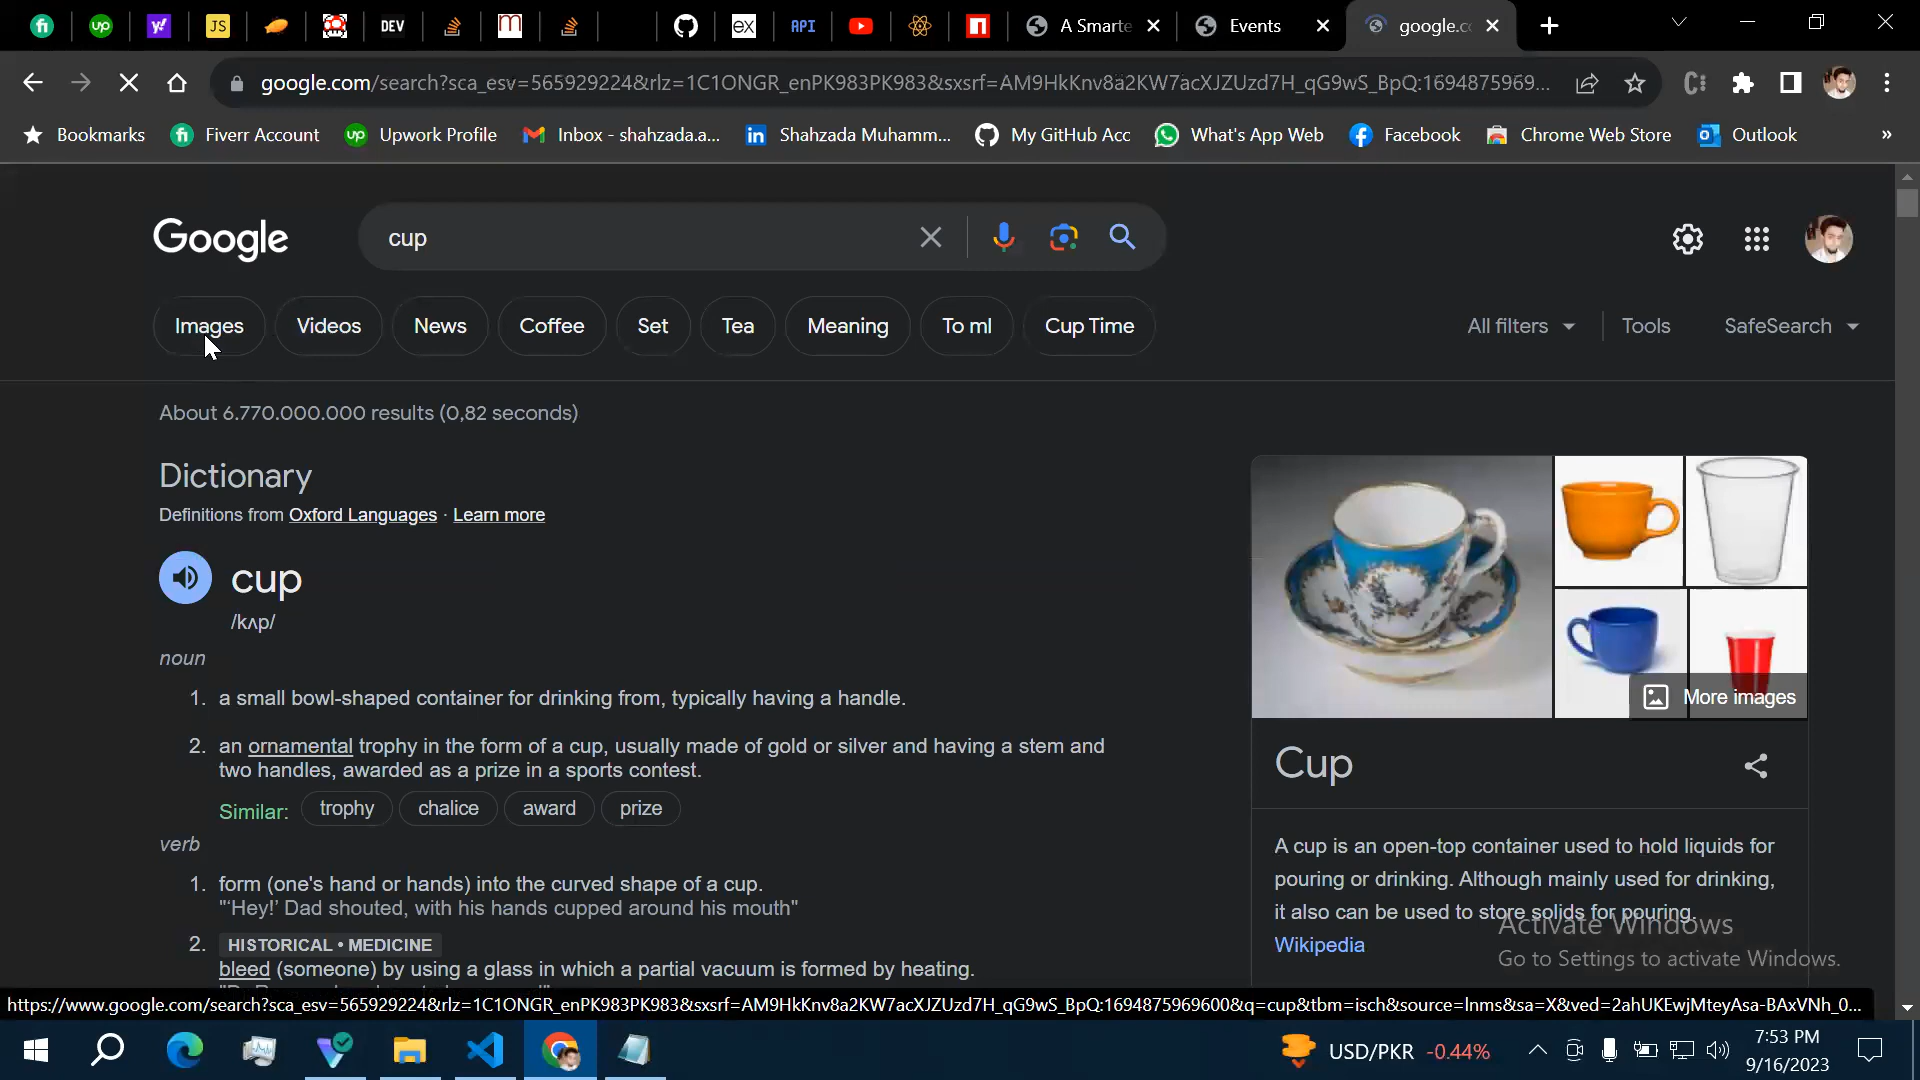 DEV
API
A Smarte
Events
google.co
google.com/search?sca_esv=565929224&rlz=1C1ONGR_enPK983PK983&sxsrf=AM9HkKnv8a2KW7acXJZUzd7H_qG9wS_BpQ:1694875969...
Bookmarks
Fiverr Account
Upwork Profile
Inbox - shahzada.a...
Shahzada Muhamm...
My GitHub Acc
What's App Web
Facebook
Chrome Web Store
Outlook
»
Google
cup
Images
Videos
News
Coffee
Set
Tea
Meaning
To ml
Cup Time
All filters
Tools
SafeSearch
About 6.770.000.000 results (0,82 seconds)
Dictionary
Definitions from Oxford Languages · Learn more
cup
/kʌp/
noun
1. a small bowl-shaped container for drinking from, typically having a handle.
2. an ornamental trophy in the form of a cup, usually made of gold or silver and having a stem and
two handles, awarded as a prize in a sports contest.
Similar: trophy chalice award prize
verb
1. form (one's hand or hands) into the curved shape of a cup.
"'Hey!' Dad shouted, with his hands cupped around his mouth"
2. HISTORICAL • MEDICINE
bleed (someone) by using a glass in which a partial vacuum is formed by heating.
More images
Cup
A cup is an open-top container used to hold liquids for
pouring or drinking. Although mainly used for drinking,
it also can be used to store solids for pouring.
Wikipedia
Activate Windows
Go to Settings to activate Windows.
https://www.google.com/search?sca_esv=565929224&rlz=1C1ONGR_enPK983PK983&sxsrf=AM9HkKnv8a2KW7acXJZUzd7H_qG9wS_BpQ:1694875969600&q=cup&tbm=isch&source=lnms&sa=X&ved=2ahUKEwjMteyAsa-BAxVNh_0...
USD/PKR -0.44%
7:53 PM
9/16/2023